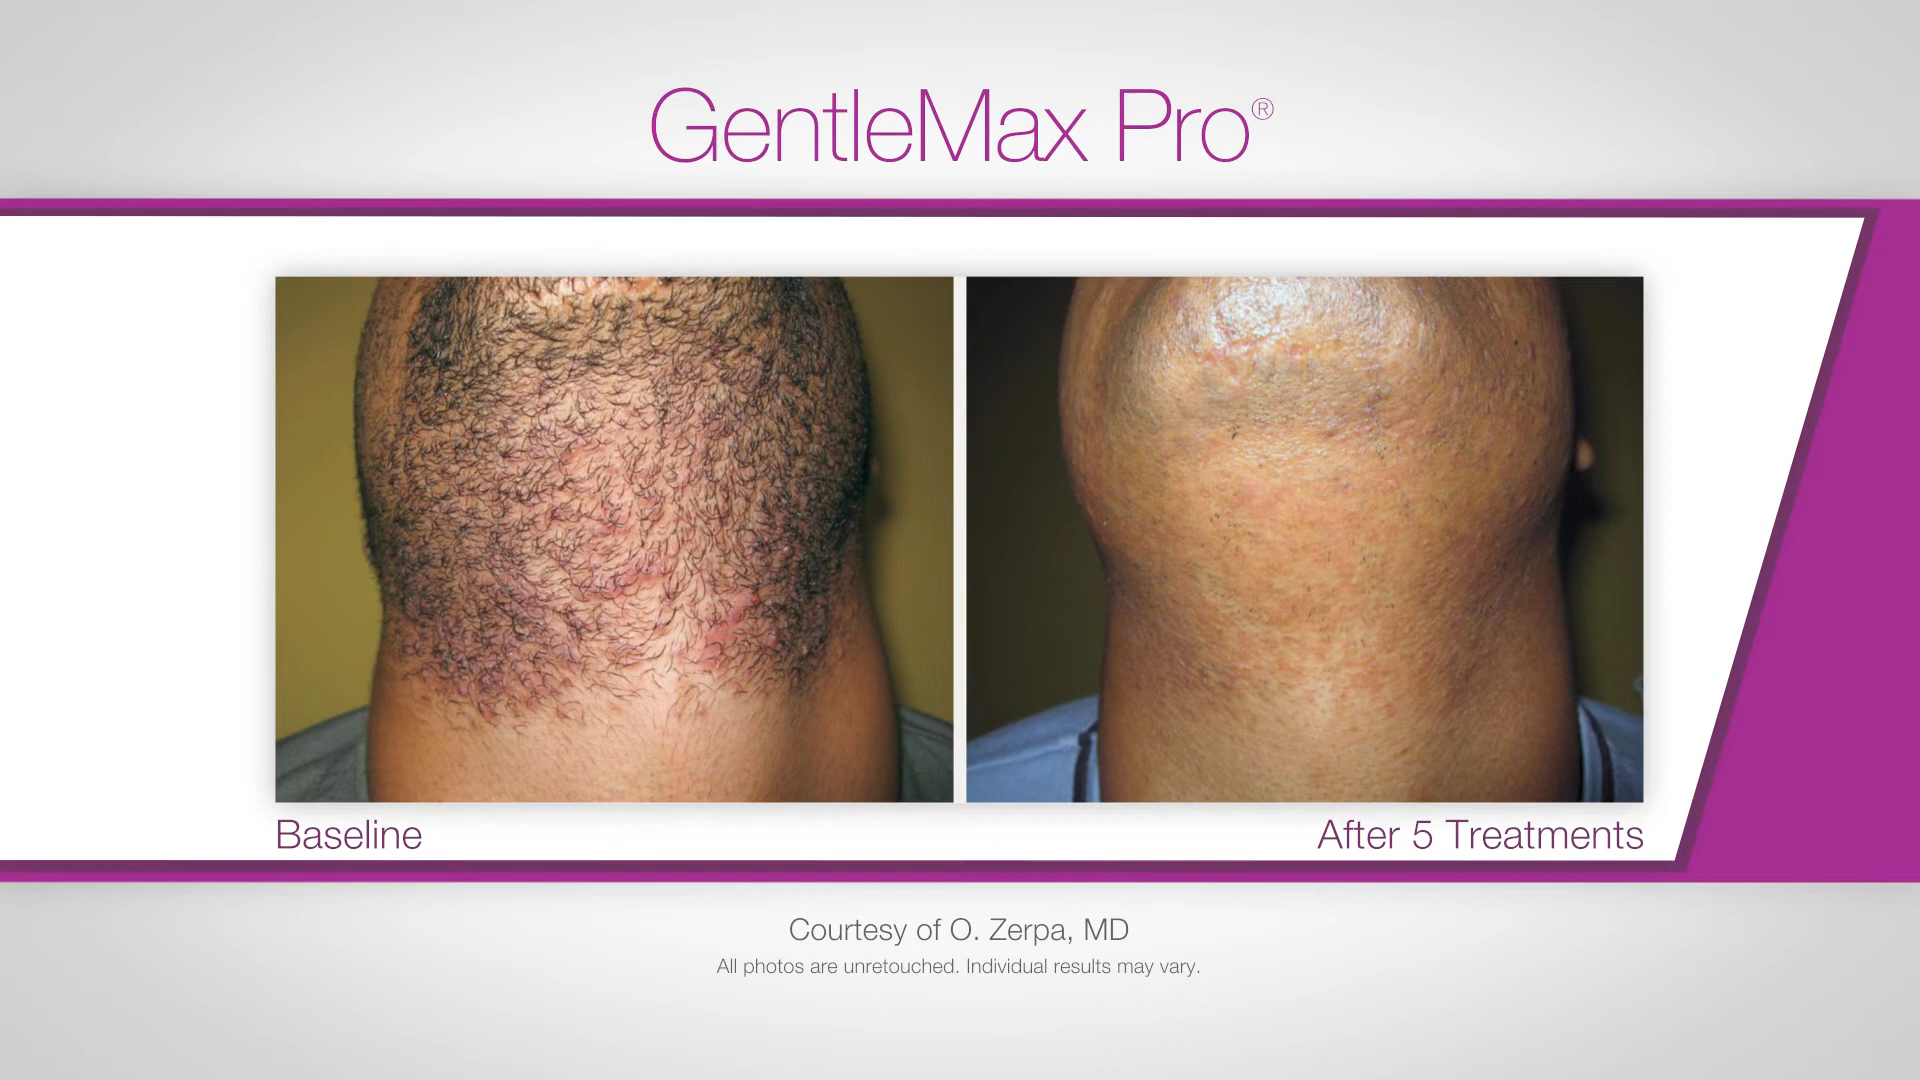 GentleMax Pro®
Baseline
After 5 Treatments
Courtesy of O. Zerpa, MD
All photos are unretouched. Individual results may vary.